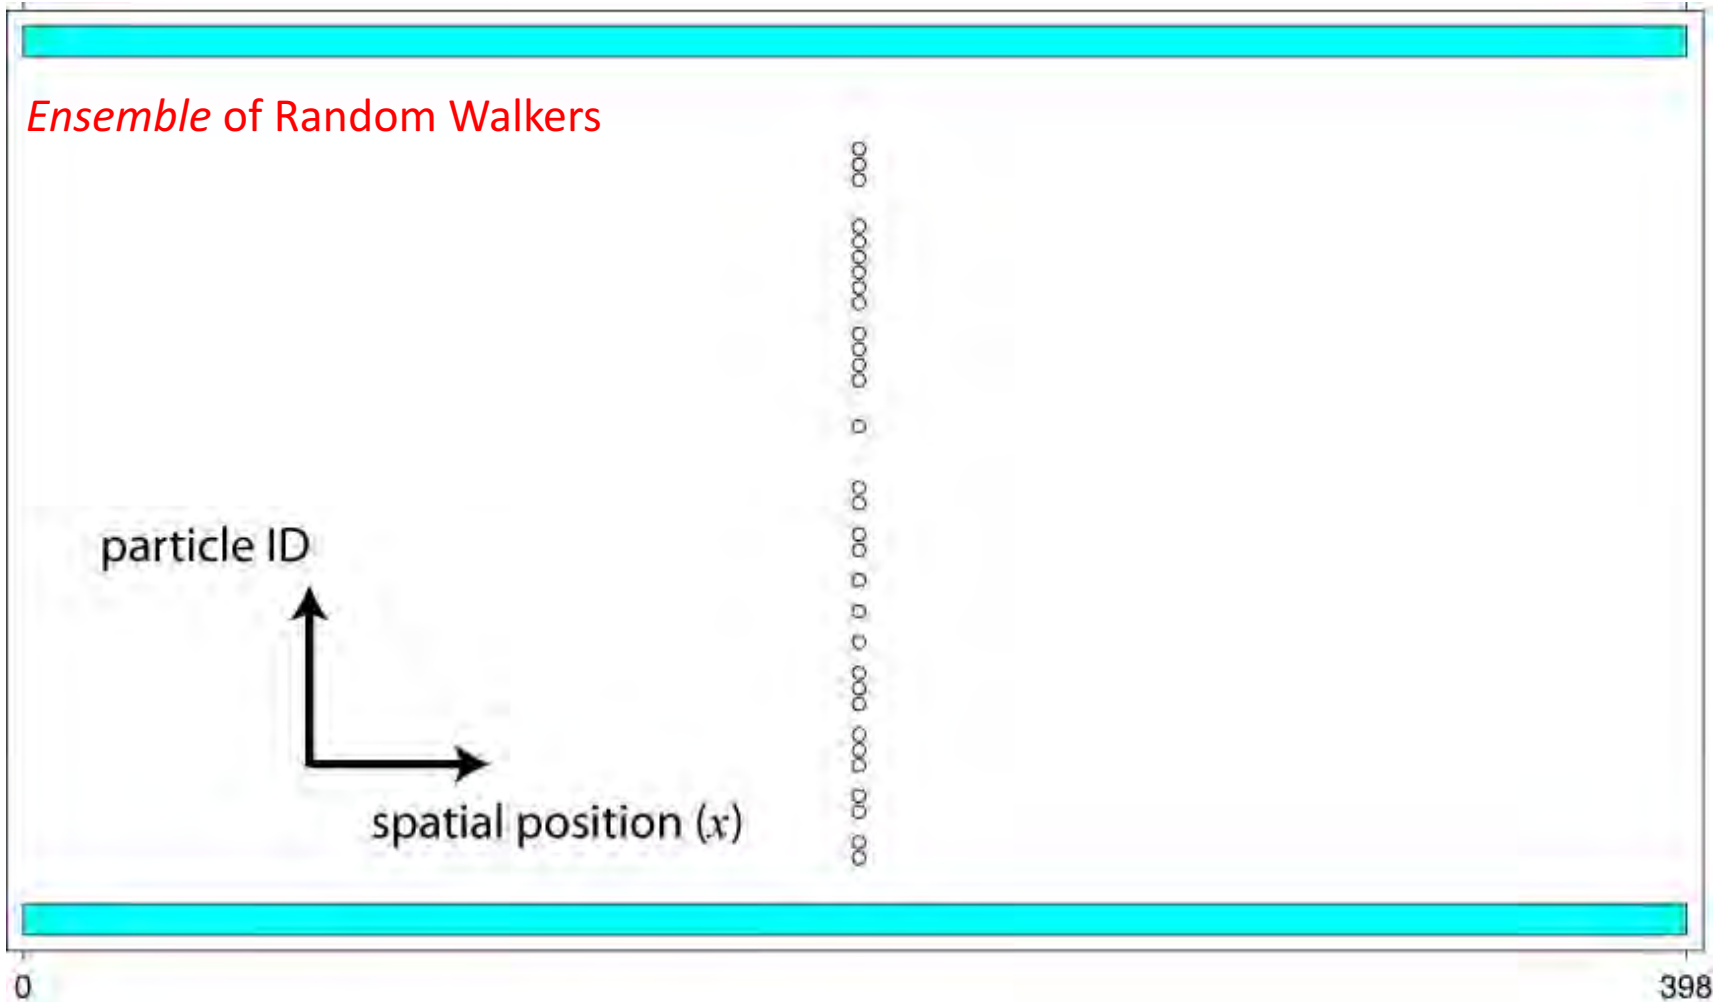 Ensemble of Random Walkers
particle ID
spatial position (x)
0
398